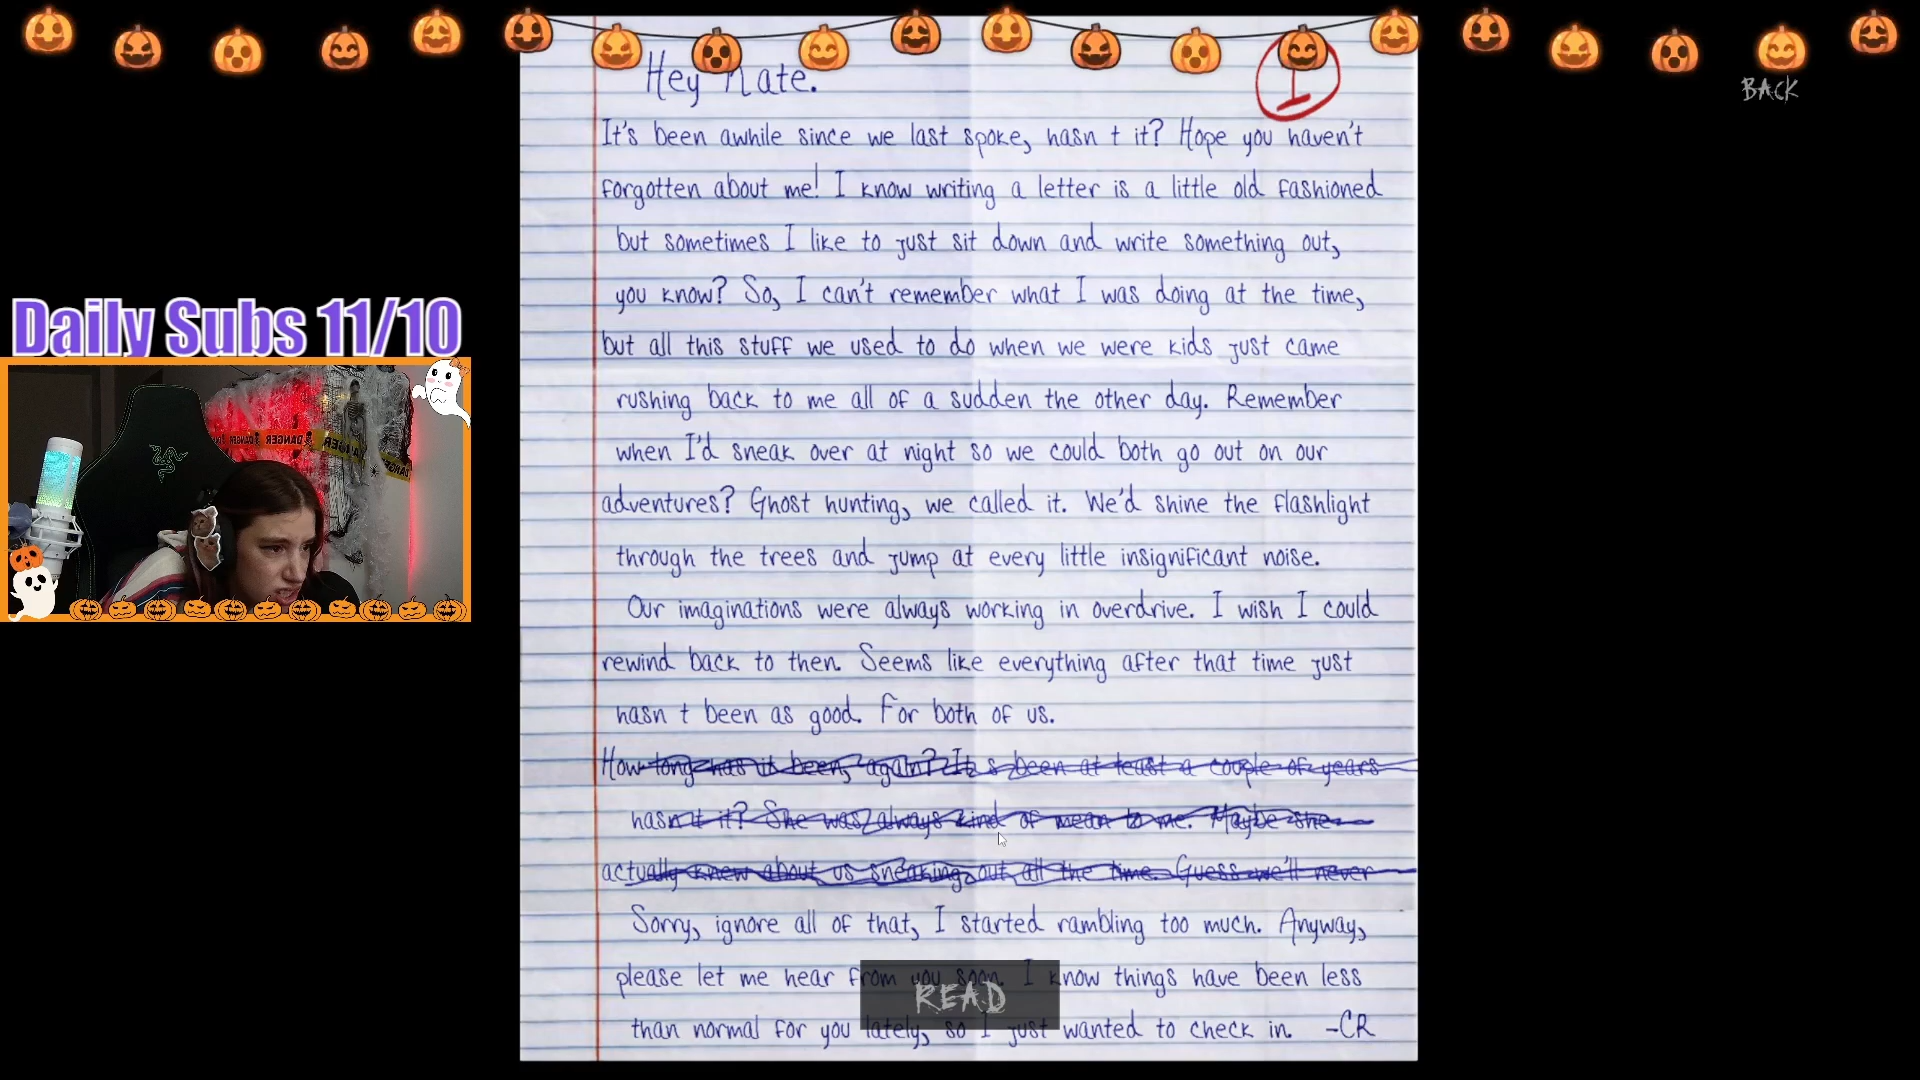 Hey Nate.
I
BACK
It's been awhile since we last spoke, hasn t it? Hope you haven't
forgotten about me! I know writing a letter is a little old fashioned
but sometimes I like to just sit down and write something out,
you know? So, I can't remember what I was doing at the time,
but all this stuff we used to do when we were kids just came
rushing back to me all of a sudden the other day. Remember
when I'd sneak over at night so we could both go out on our
adventures? Ghost hunting, we called it. We'd shine the flashlight
through the trees and jump at every little insignificant noise.
Our imaginations were always working in overdrive. I wish I could
rewind back to then. Seems like everything after that time just
hasn t been as good. For both of us.
How long has it been, again? It s been at least a couple of years
hasn t it? She was always kind of mean to me. Maybe she
actually knew about us sneaking out all the time. Guess we'll never
Sorry, ignore all of that, I started rambling too much. Anyway,
please let me hear from you soon. I know things have been less
than normal for you lately, so I just wanted to check in. -CR
READ
Daily Subs 11/10
DANGER
DANGER